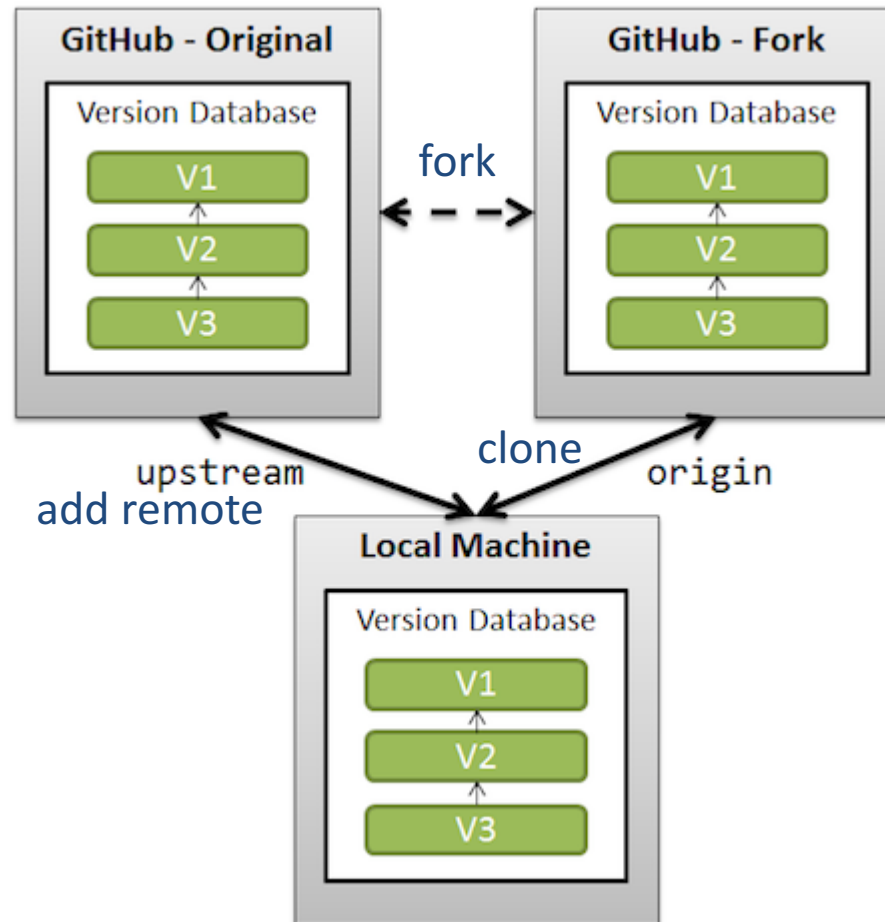 GitHub - Original
Version Database
V1
V2
V3
fork
GitHub - Fork
Version Database
V1
V2
V3
upstream
add remote
clone
origin
Local Machine
Version Database
V1
V2
V3